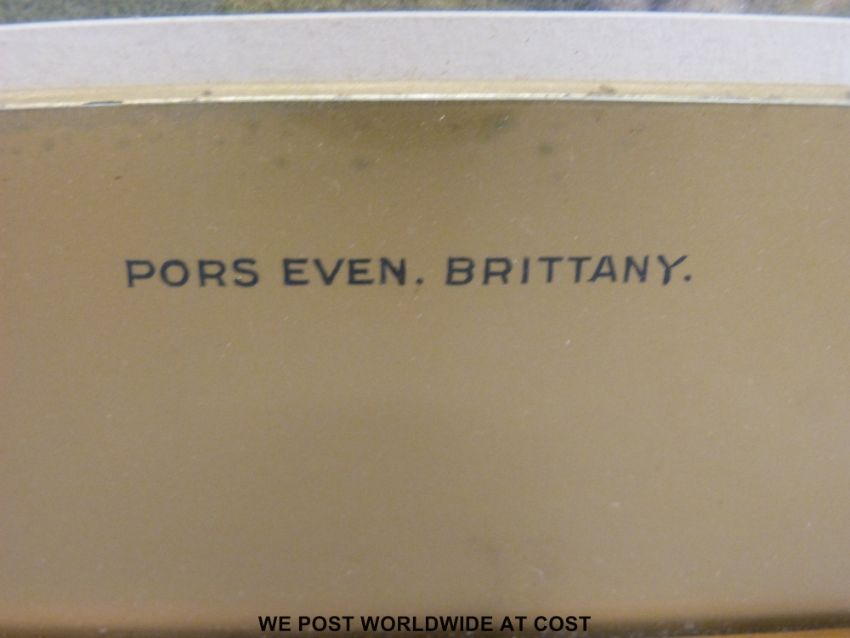 PORS EVEN. BRITTANY.
WE POST WORLDWIDE AT COST